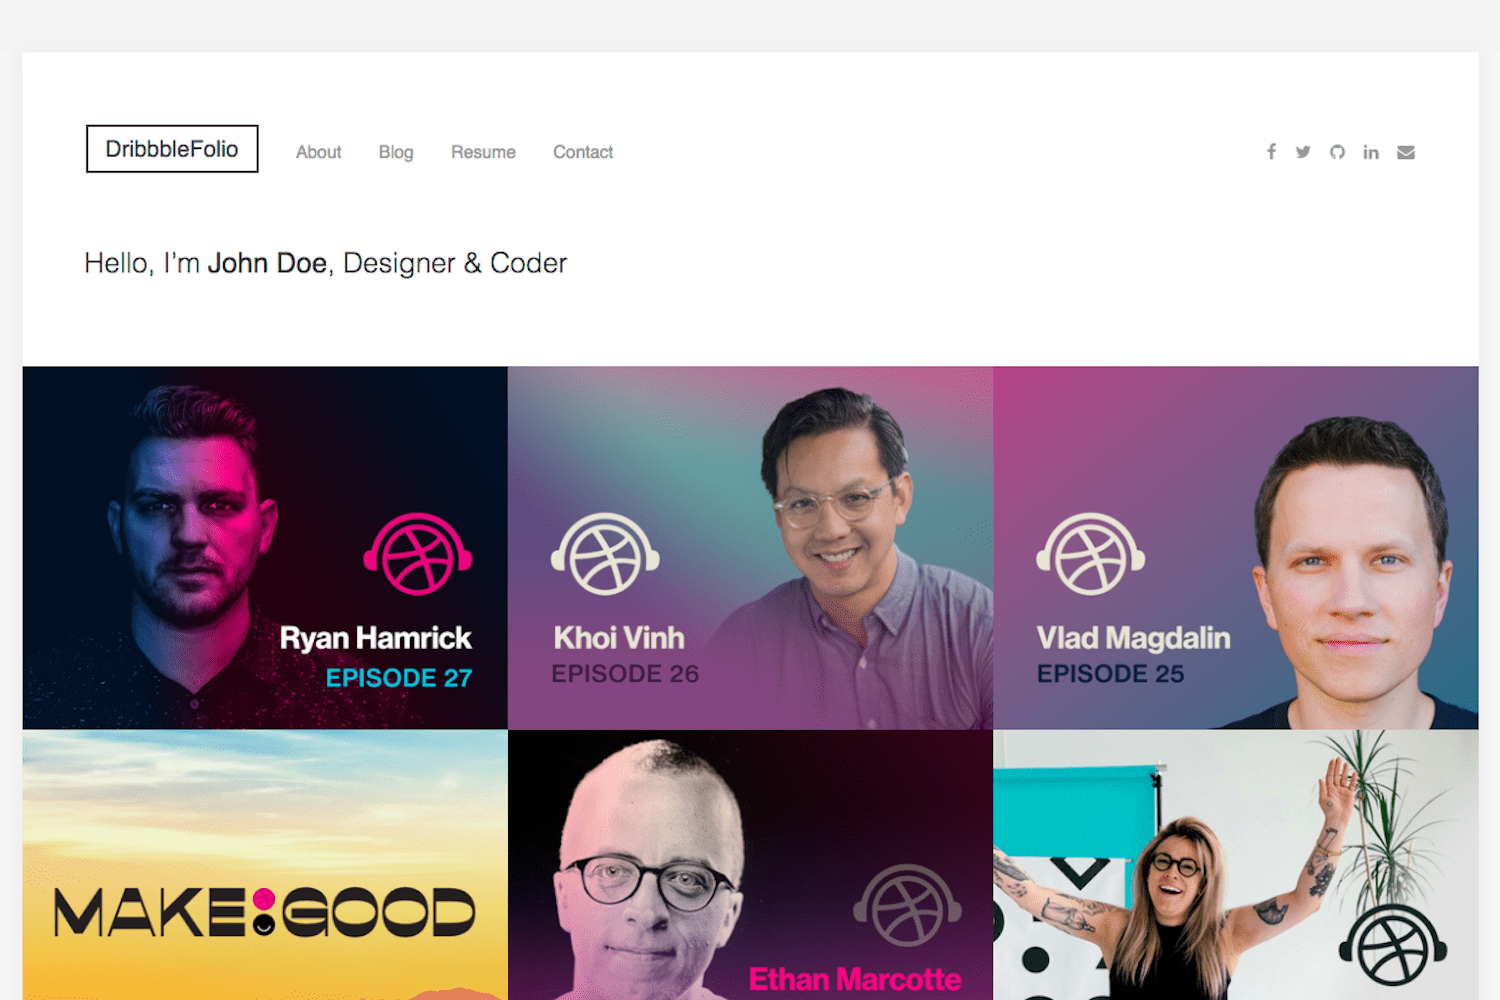 DribbbleFolio
About Blog Resume Contact
Hello, I'm John Doe, Designer & Coder
Ryan Hamrick
EPISODE 27
Khoi Vinh
EPISODE 26
Vlad Magdalin
EPISODE 25
MAKE:GOOD
Ethan Marcotte